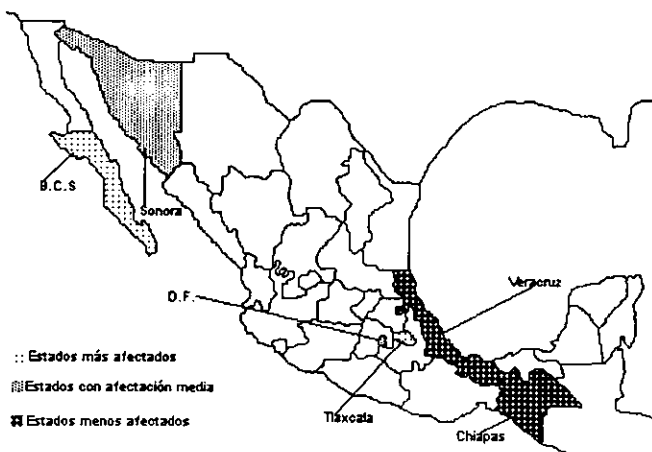 B.C.S
Sonora
D.F.
Veracruz
:: Estados más afectados
Estados con afectación media
Estados menos afectados
Tlaxcala
Chiapas